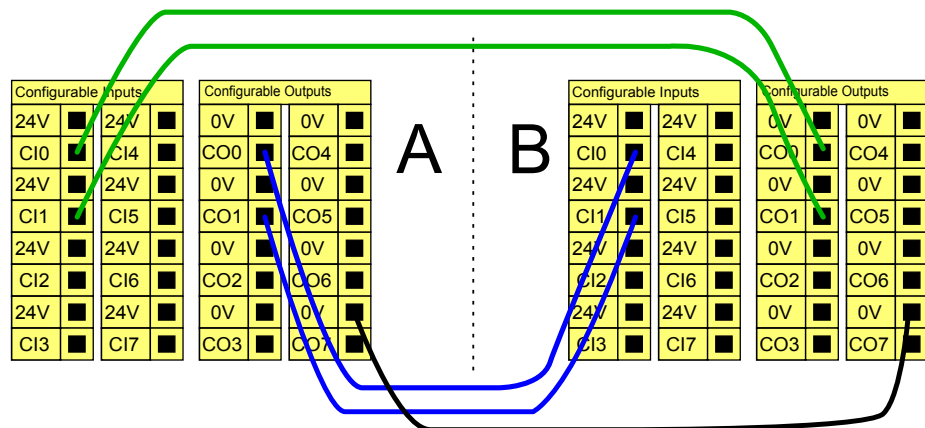 Configurable Inputs Configurable Outputs Configurable Inputs Configurable Outputs
24V 24V 0V 0V 24V 24V 0V 0V
CI0 CI4 CO0 CO4 A B CI0 CI4 CO0 CO4
24V 24V 0V 0V 24V 24V 0V 0V
CI1 CI5 CO1 CO5 CI1 CI5 CO1 CO5
24V 24V 0V 0V 24V 24V 0V 0V
CI2 CI6 CO2 CO6 CI2 CI6 CO2 CO6
24V 24V 0V 0V 24V 24V 0V 0V
CI3 CI7 CO3 CO7 CI3 CI7 CO3 CO7